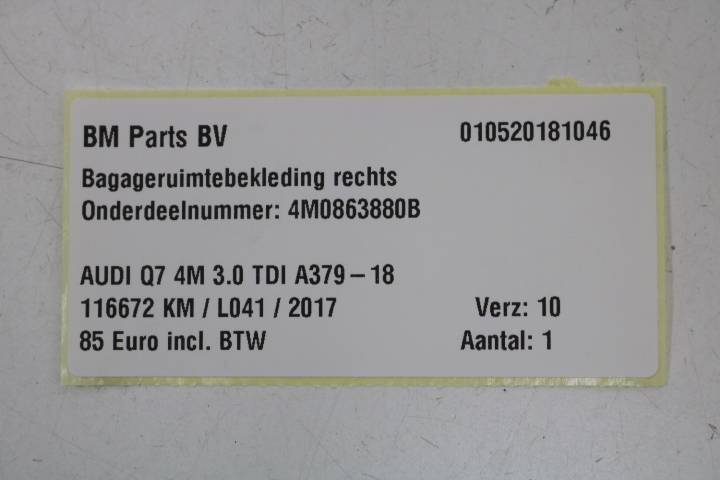 BM Parts BV 010520181046
Bagageruimtebekleding rechts
Onderdeelnummer: 4M0863880B
AUDI Q7 4M 3.0 TDI A379 – 18
116672 KM / L041 / 2017 Verz: 10
85 Euro incl. BTW Aantal: 1